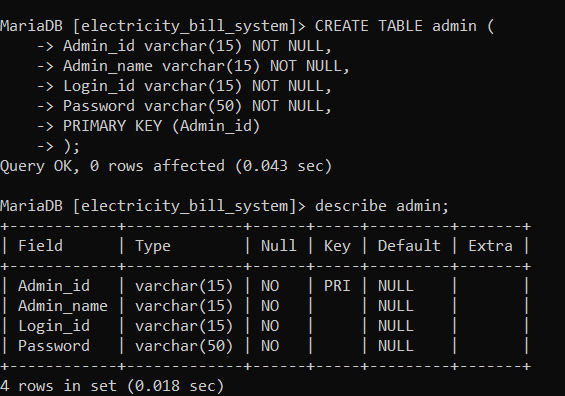 MariaDB [electricity_bill_system]> CREATE TABLE admin (
    -> Admin_id varchar(15) NOT NULL,
    -> Admin_name varchar(15) NOT NULL,
    -> Login_id varchar(15) NOT NULL,
    -> Password varchar(50) NOT NULL,
    -> PRIMARY KEY (Admin_id)
    -> );
Query OK, 0 rows affected (0.043 sec)

MariaDB [electricity_bill_system]> describe admin;
+------------+-------------+------+-----+---------+-------+
| Field      | Type        | Null | Key | Default | Extra |
+------------+-------------+------+-----+---------+-------+
| Admin_id   | varchar(15) | NO   | PRI | NULL    |       |
| Admin_name | varchar(15) | NO   |     | NULL    |       |
| Login_id   | varchar(15) | NO   |     | NULL    |       |
| Password   | varchar(50) | NO   |     | NULL    |       |
+------------+-------------+------+-----+---------+-------+
4 rows in set (0.018 sec)